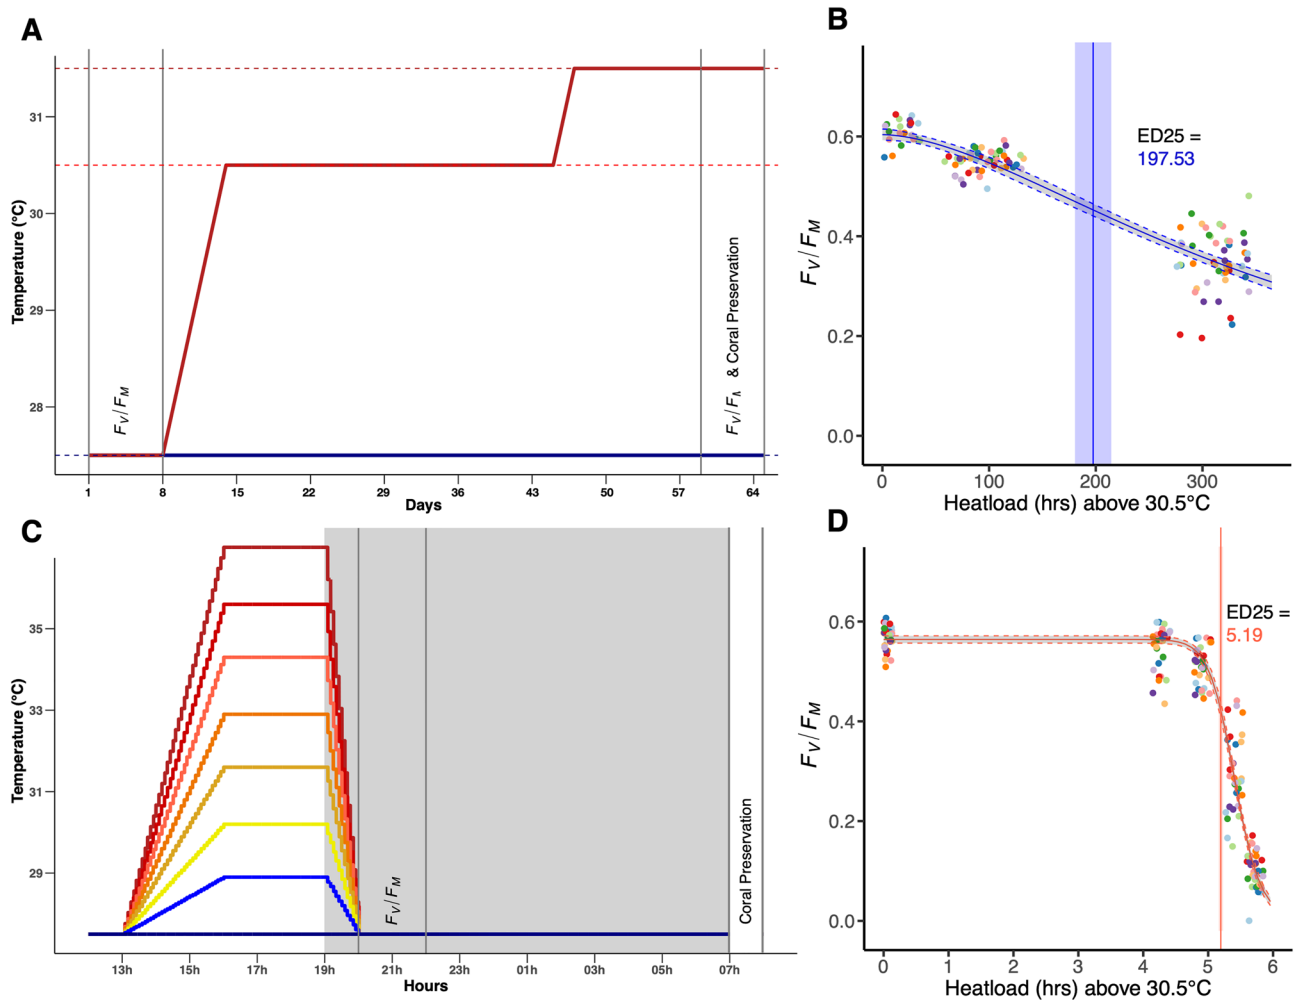 A
31
30
29
28
Temperature (°C)
FV/FM
FV/F & Coral Preservation
1 8 15 22 29 36 43 50 57 64
Days
B
0.6
0.4
0.2
0.0
FV/FM
ED25 =
197.53
0 100 200 300
Heatload (hrs) above 30.5°C
C
35
33
31
29
Temperature (°C)
FV/FM
Coral Preservation
13h 15h 17h 19h 21h 23h 01h 03h 05h 07h
Hours
D
0.6
0.4
0.2
0.0
FV/FM
ED25 =
5.19
0 1 2 3 4 5 6
Heatload (hrs) above 30.5°C